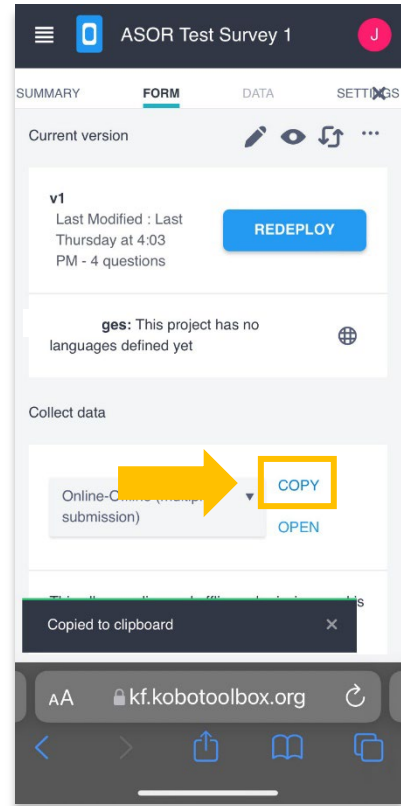 ASOR Test Survey 1
J
SUMMARY FORM DATA SETTINGS
Current version
v1
Last Modified : Last
Thursday at 4:03
PM - 4 questions
REDEPLOY
ges: This project has no
languages defined yet
Collect data
Online-O
submission)
COPY
OPEN
Copied to clipboard
AA kf.kobotoolbox.org